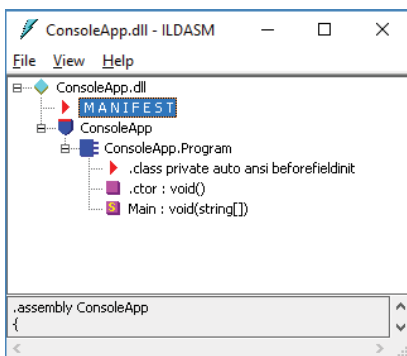 ConsoleApp.dll - ILDASM
File View Help
ConsoleApp.dll
MANIFEST
ConsoleApp
ConsoleApp.Program
.class private auto ansi beforefieldinit
.ctor : void()
S Main : void(string[])
.assembly ConsoleApp
{